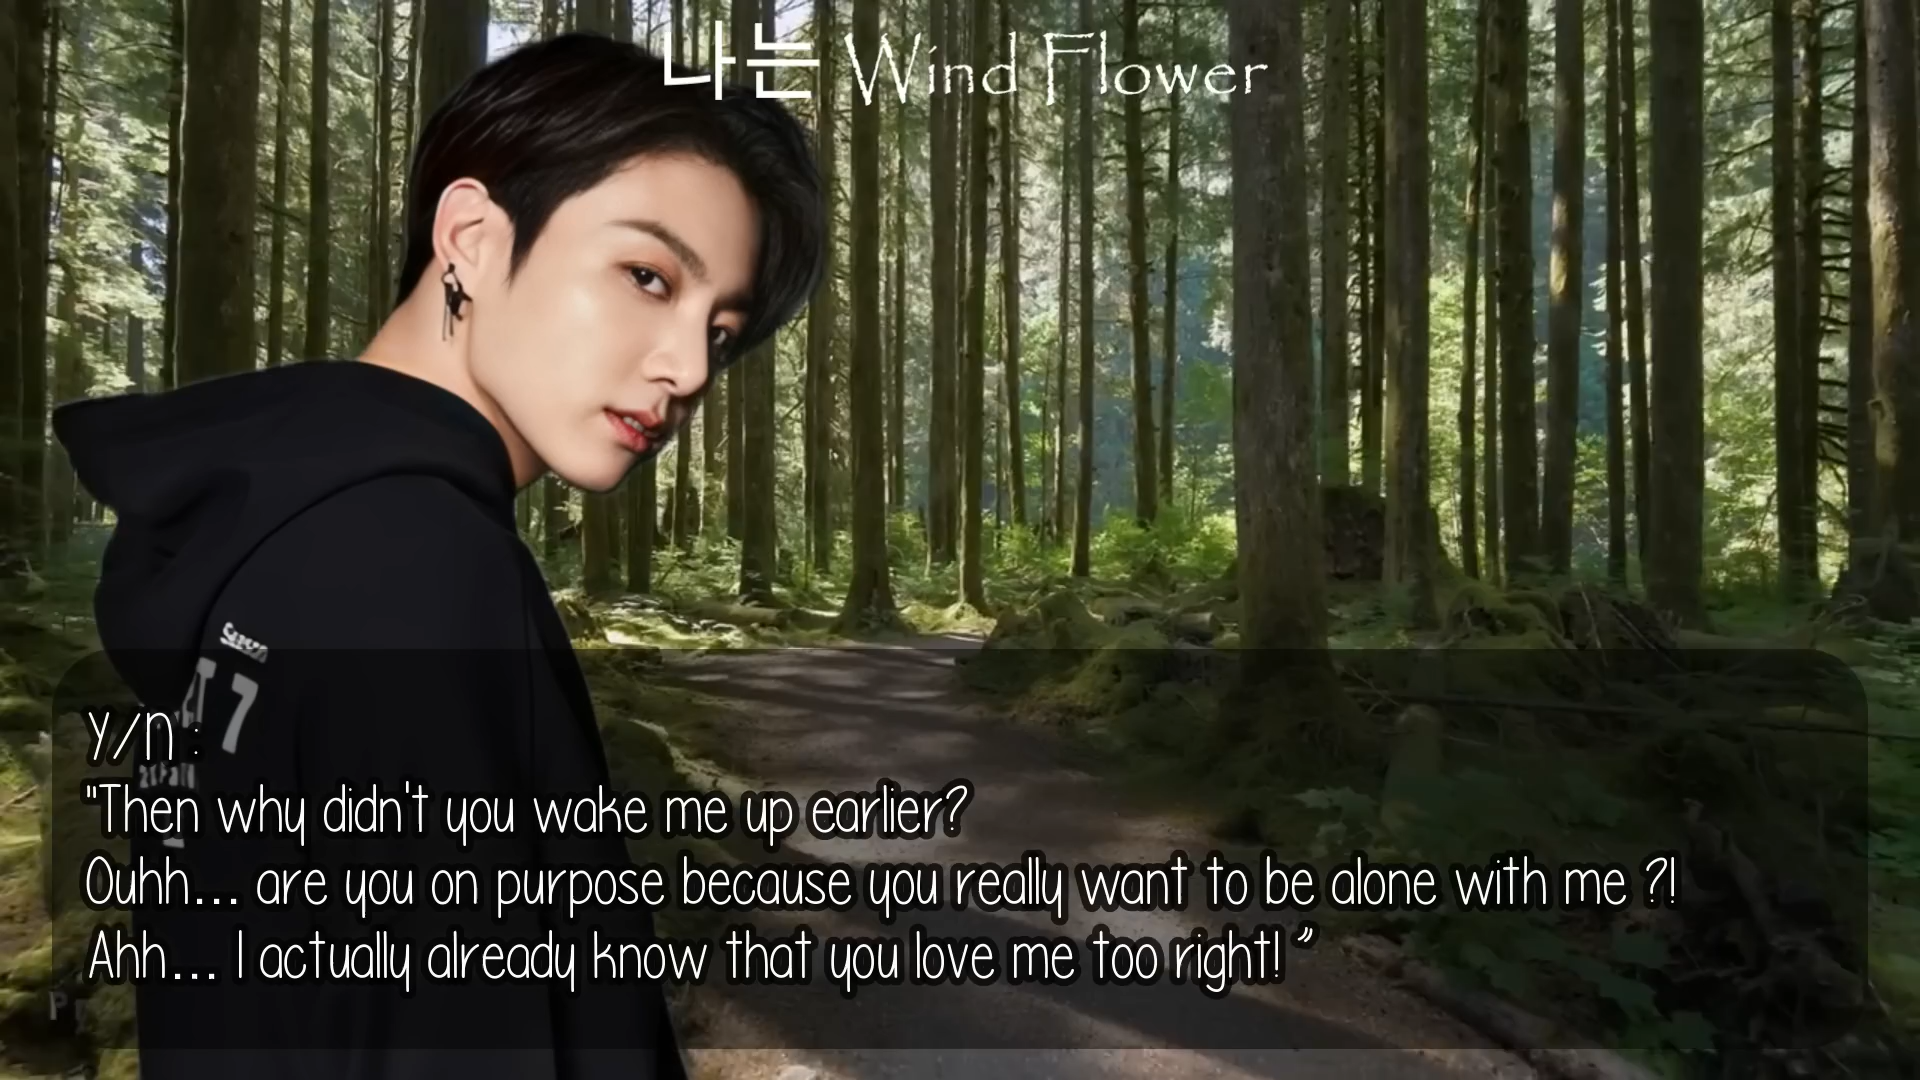 나는 Wind Flower
Y/N :
"Then why didn't you wake me up earlier?
Ouhh... are you on purpose because you really want to be alone with me ?!
Ahh... I actually already know that you love me too right! ”
7